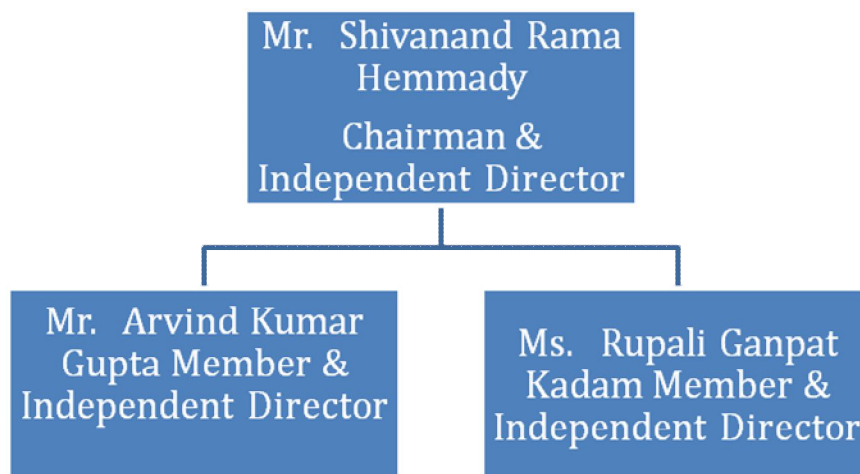 Mr. Shivanand Rama
Hemmady
Chairman &
Independent Director
Mr. Arvind Kumar
Gupta Member &
Independent Director
Ms. Rupali Ganpat
Kadam Member &
Independent Director